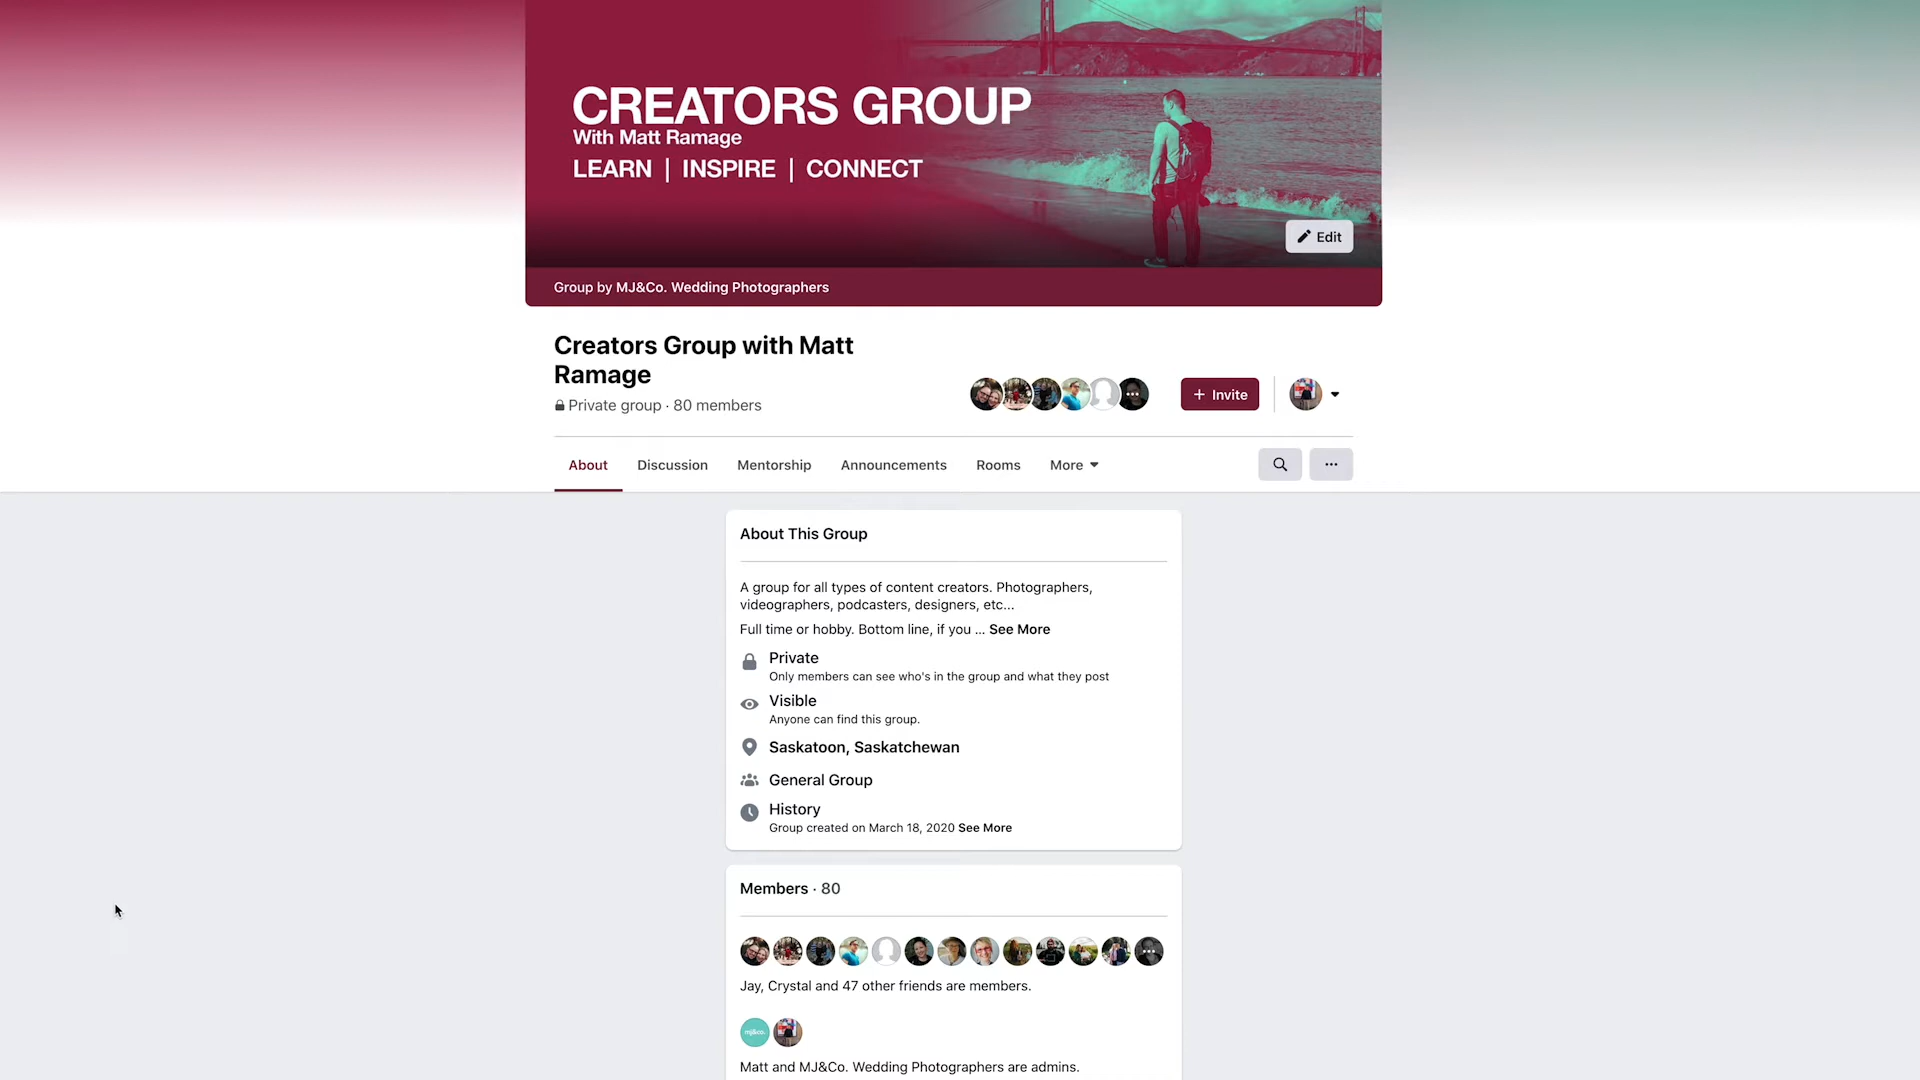 CREATORS GROUP
With Matt Ramage
LEARN | INSPIRE | CONNECT
Edit
Group by MJ&Co. Wedding Photographers
Creators Group with Matt
Ramage
Private group · 80 members
+ Invite
About
Discussion
Mentorship
Announcements
Rooms
More
About This Group
A group for all types of content creators. Photographers,
videographers, podcasters, designers, etc...
Full time or hobby. Bottom line, if you ... See More
Private
Only members can see who's in the group and what they post
Visible
Anyone can find this group.
Saskatoon, Saskatchewan
General Group
History
Group created on March 18, 2020 See More
Members · 80
Jay, Crystal and 47 other friends are members.
mj&co.
Matt and MJ&Co. Wedding Photographers are admins.